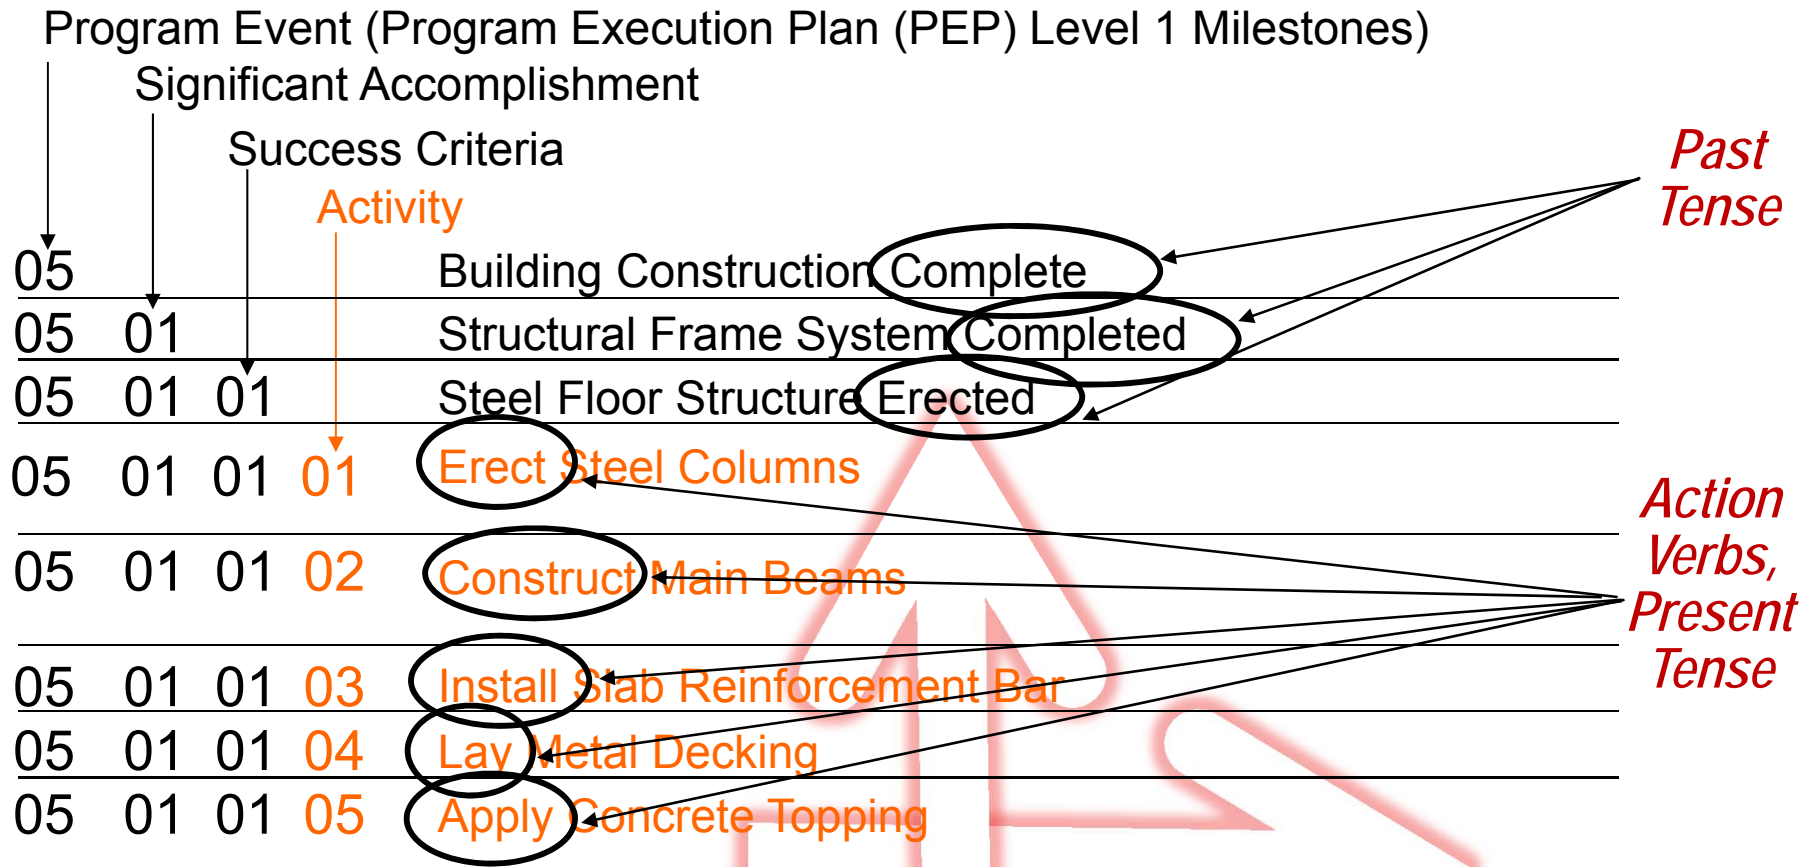 Program Event (Program Execution Plan (PEP) Level 1 Milestones)
Significant Accomplishment
Success Criteria
Activity
Past
Tense
05 Building Construction Complete
05 01 Structural Frame System Completed
05 01 01 Steel Floor Structure Erected
05 01 01 01 Erect Steel Columns
05 01 01 02 Construct Main Beams
05 01 01 03 Install Slab Reinforcement Bar
05 01 01 04 Lay Metal Decking
05 01 01 05 Apply Concrete Topping
Action
Verbs,
Present
Tense